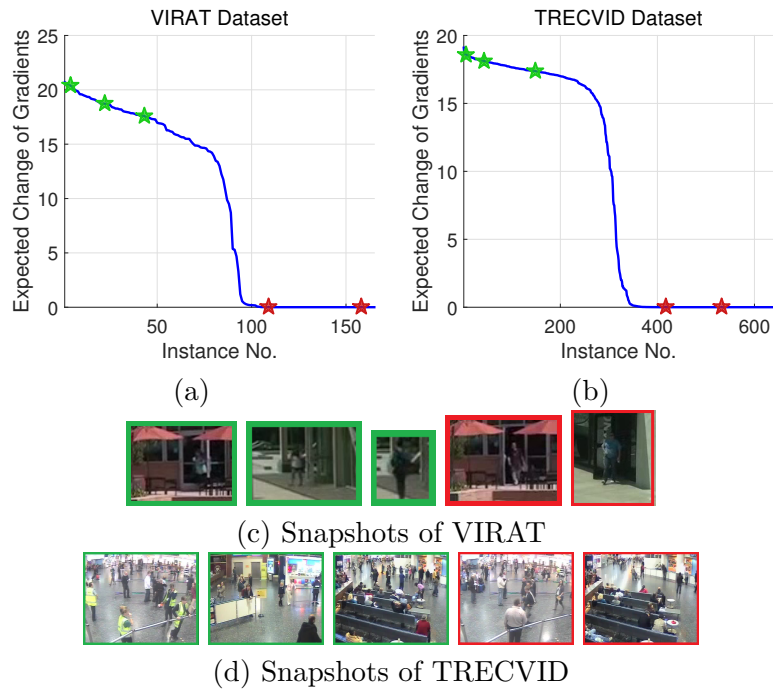 VIRAT Dataset
TRECVID Dataset
Expected Change of Gradients
25
20
15
10
5
0
50
100
150
Instance No.
Expected Change of Gradients
20
15
10
5
0
200
400
600
Instance No.
(a)
(b)
(c) Snapshots of VIRAT
(d) Snapshots of TRECVID